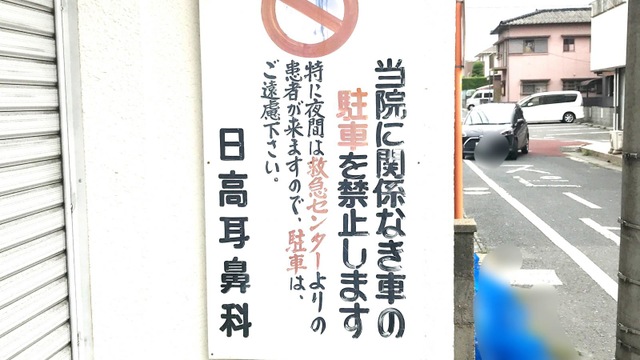 当院に関係なき車の
駐車を禁止します
特に夜間は救急センターよりの
患者が来ますので、駐車は、
ご遠慮下さい。
日高耳鼻科